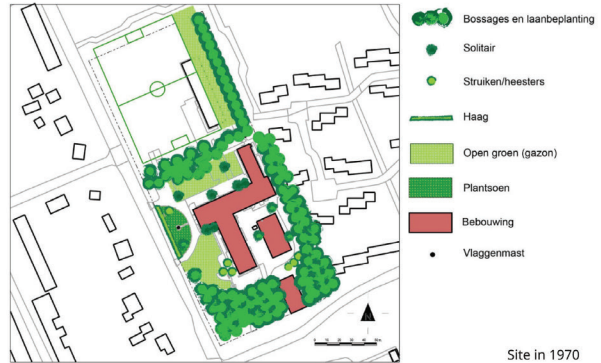 Bossages en laanbeplanting
Solitair
Struiken/heesters
Haag
Open groen (gazon)
Plantsoen
Bebouwing
Vlaggenmast
Site in 1970